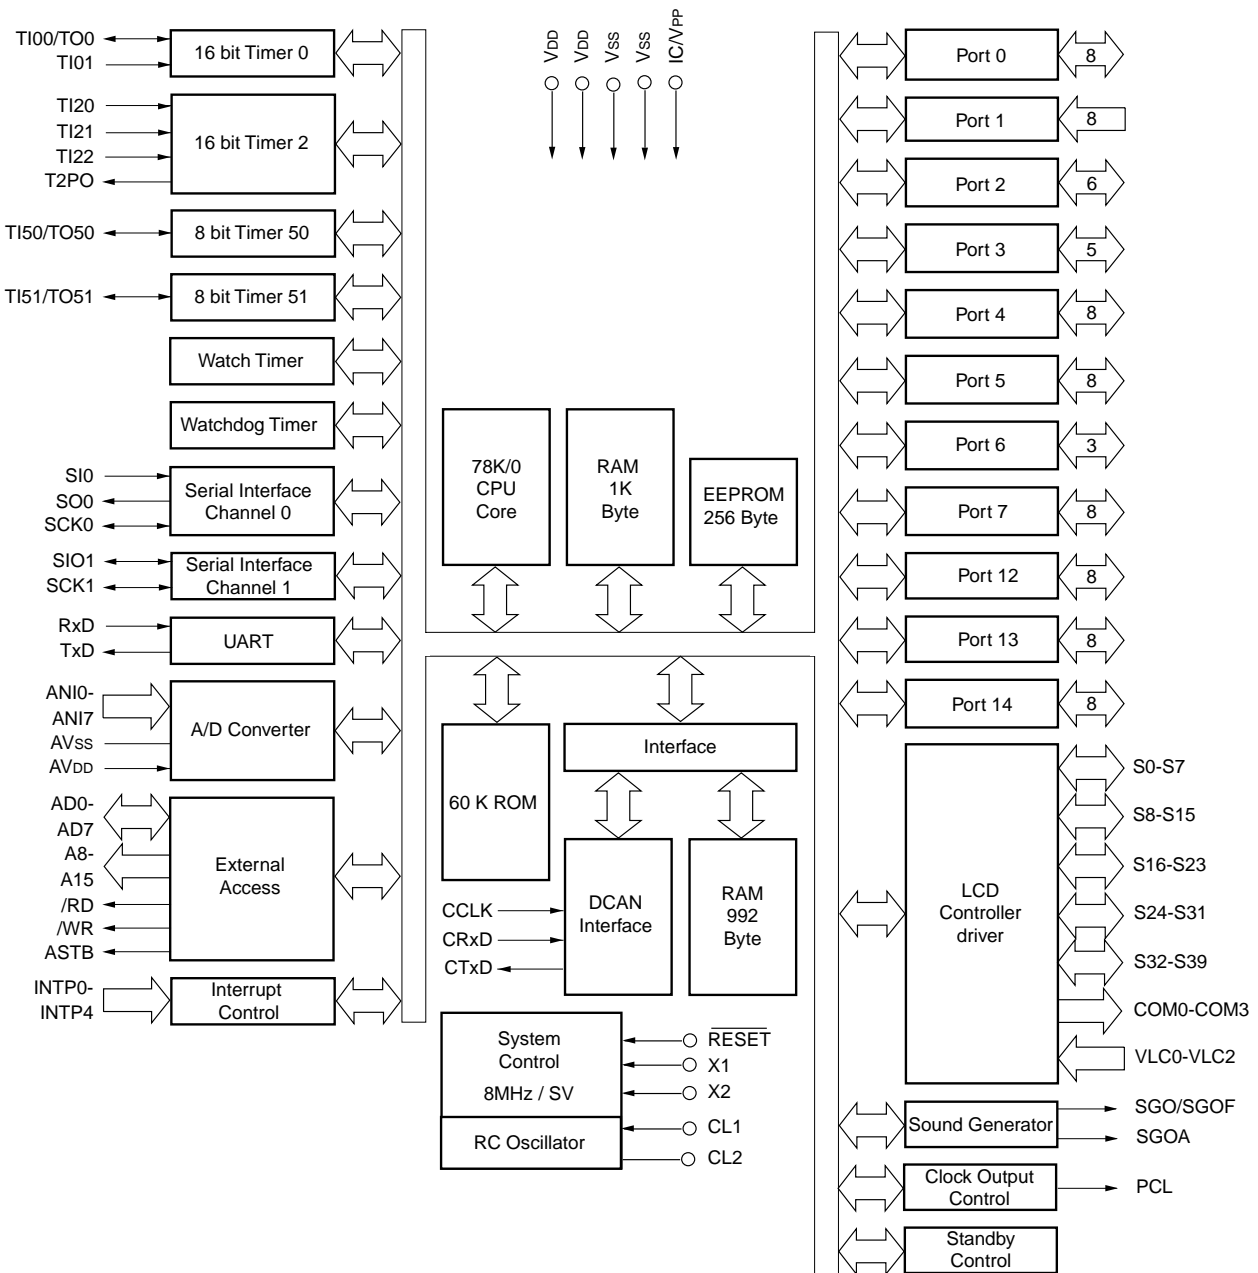 TI00/TO0
TI01
16 bit Timer 0
TI20
TI21
TI22
T2PO
16 bit Timer 2
TI50/TO50
8 bit Timer 50
TI51/TO51
8 bit Timer 51
Watch Timer
Watchdog Timer
SI0
SO0
SCK0
Serial Interface
Channel 0
SIO1
SCK1
Serial Interface
Channel 1
RxD
TxD
UART
ANI0-
ANI7
AVSS
AVDD
A/D Converter
AD0-
AD7
A8-
A15
/RD
/WR
ASTB
External
Access
INTP0-
INTP4
Interrupt
Control
VDD
VDD
VSS
VSS
IC/VPP
78K/0
CPU
Core
RAM
1K
Byte
EEPROM
256 Byte
60 K ROM
Interface
CCLK
CRxD
CTxD
DCAN
Interface
RAM
992
Byte
System
Control
8MHz / SV
RC Oscillator
RESET
X1
X2
CL1
CL2
Port 0
8
Port 1
8
Port 2
6
Port 3
5
Port 4
8
Port 5
8
Port 6
3
Port 7
8
Port 12
8
Port 13
8
Port 14
8
LCD
Controller
driver
S0-S7
S8-S15
S16-S23
S24-S31
S32-S39
COM0-COM3
VLC0-VLC2
Sound Generator
SGO/SGOF
SGOA
Clock Output
Control
PCL
Standby
Control